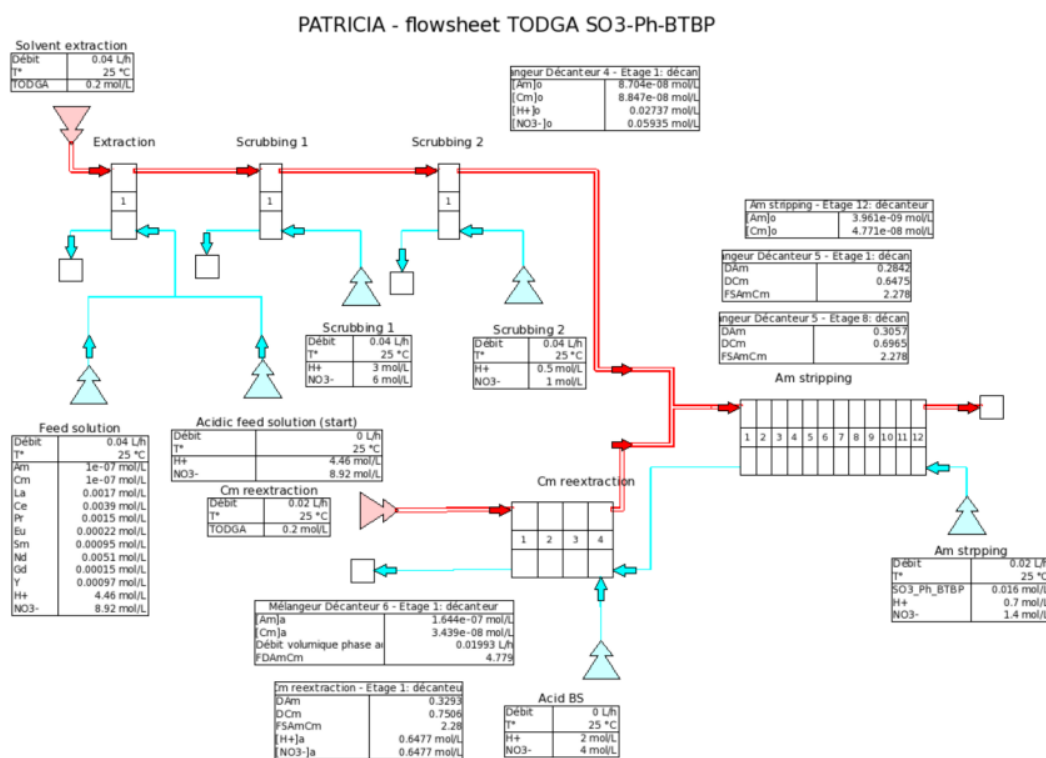 PATRICIA - flowsheet TODGA SO3-Ph-BTBP
Solvent extraction
Débit 0.04 L/h
T° 25 °C
TODGA 0.2 mol/L
angeur Décanteur 4 - Etage 1: décan
[Am]o 8.704e-08 mol/L
[Cm]o 8.847e-08 mol/L
[H+]o 0.02737 mol/L
[NO3-]o 0.05935 mol/L
Extraction
1
Scrubbing 1
1
Scrubbing 2
1
Am stripping - Etage 12: décanteur
[Am]o 3.961e-09 mol/L
[Cm]o 4.771e-08 mol/L
ngeur Décanteur 5 - Etage 1: décan
DAm 0.2842
DCm 0.6475
FSAmCm 2.278
ngeur Décanteur 5 - Etage 8: décan
DAm 0.3057
DCm 0.6965
FSAmCm 2.278
Scrubbing 1
Débit 0.04 L/h
T° 25 °C
H+ 3 mol/L
NO3- 6 mol/L
Scrubbing 2
Débit 0.04 L/h
T° 25 °C
H+ 0.5 mol/L
NO3- 1 mol/L
Am stripping
1 2 3 4 5 6 7 8 9 10 11 12
Feed solution
Débit 0.04 L/h
T° 25 °C
Am 1e-07 mol/L
Cm 1e-07 mol/L
La 0.0017 mol/L
Ce 0.0039 mol/L
Pr 0.0015 mol/L
Eu 0.00022 mol/L
Sm 0.00095 mol/L
Nd 0.0051 mol/L
Gd 0.00015 mol/L
Y 0.00097 mol/L
H+ 4.46 mol/L
NO3- 8.92 mol/L
Acidic feed solution (start)
Débit 0 L/h
T° 25 °C
H+ 4.46 mol/L
NO3- 8.92 mol/L
Cm reextraction
Débit 0.02 L/h
T° 25 °C
TODGA 0.2 mol/L
Cm reextraction
1 2 3 4
Am strpping
Débit 0.02 L/h
T° 25 °C
SO3_Ph_BTBP 0.016 mol/L
H+ 0.7 mol/L
NO3- 1.4 mol/L
Mélangeur Décanteur 6 - Etage 1: décanteur
[Am]a 1.644e-07 mol/L
[Cm]a 3.439e-08 mol/L
Débit volumique phase a 0.01993 L/h
FDAmCm 4.779
Cm reextraction - Etage 1: décanteu
DAm 0.3293
DCm 0.7506
FSAmCm 2.28
[H+]a 0.6477 mol/L
[NO3-]a 0.6477 mol/L
Acid BS
Débit 0 L/h
T° 25 °C
H+ 2 mol/L
NO3- 4 mol/L